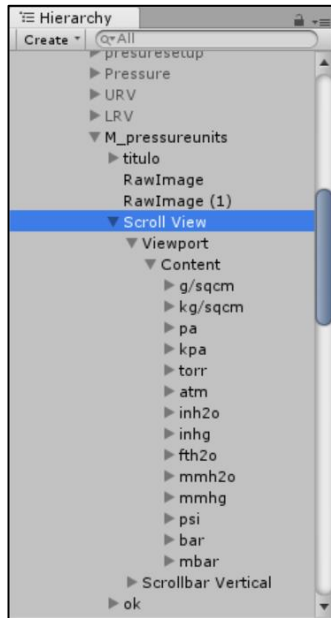 Hierarchy
Create All
presuresetup
Pressure
URV
LRV
M_pressureunits
titulo
RawImage
RawImage (1)
Scroll View
Viewport
Content
g/sqcm
kg/sqcm
pa
kpa
torr
atm
inh2o
inhg
fth2o
mmh2o
mmhg
psi
bar
mbar
Scrollbar Vertical
ok